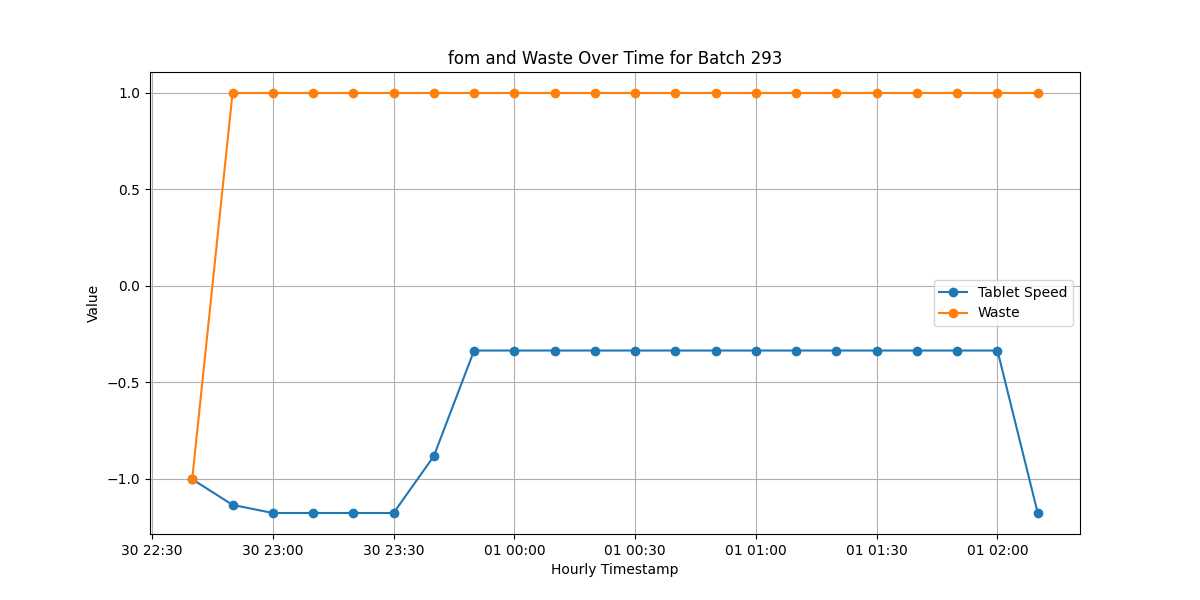 fom and Waste Over Time for Batch 293
1.0
0.5
0.0
−0.5
−1.0
Value
Tablet Speed
Waste
30 22:30 30 23:00 30 23:30 01 00:00 01 00:30 01 01:00 01 01:30 01 02:00
Hourly Timestamp